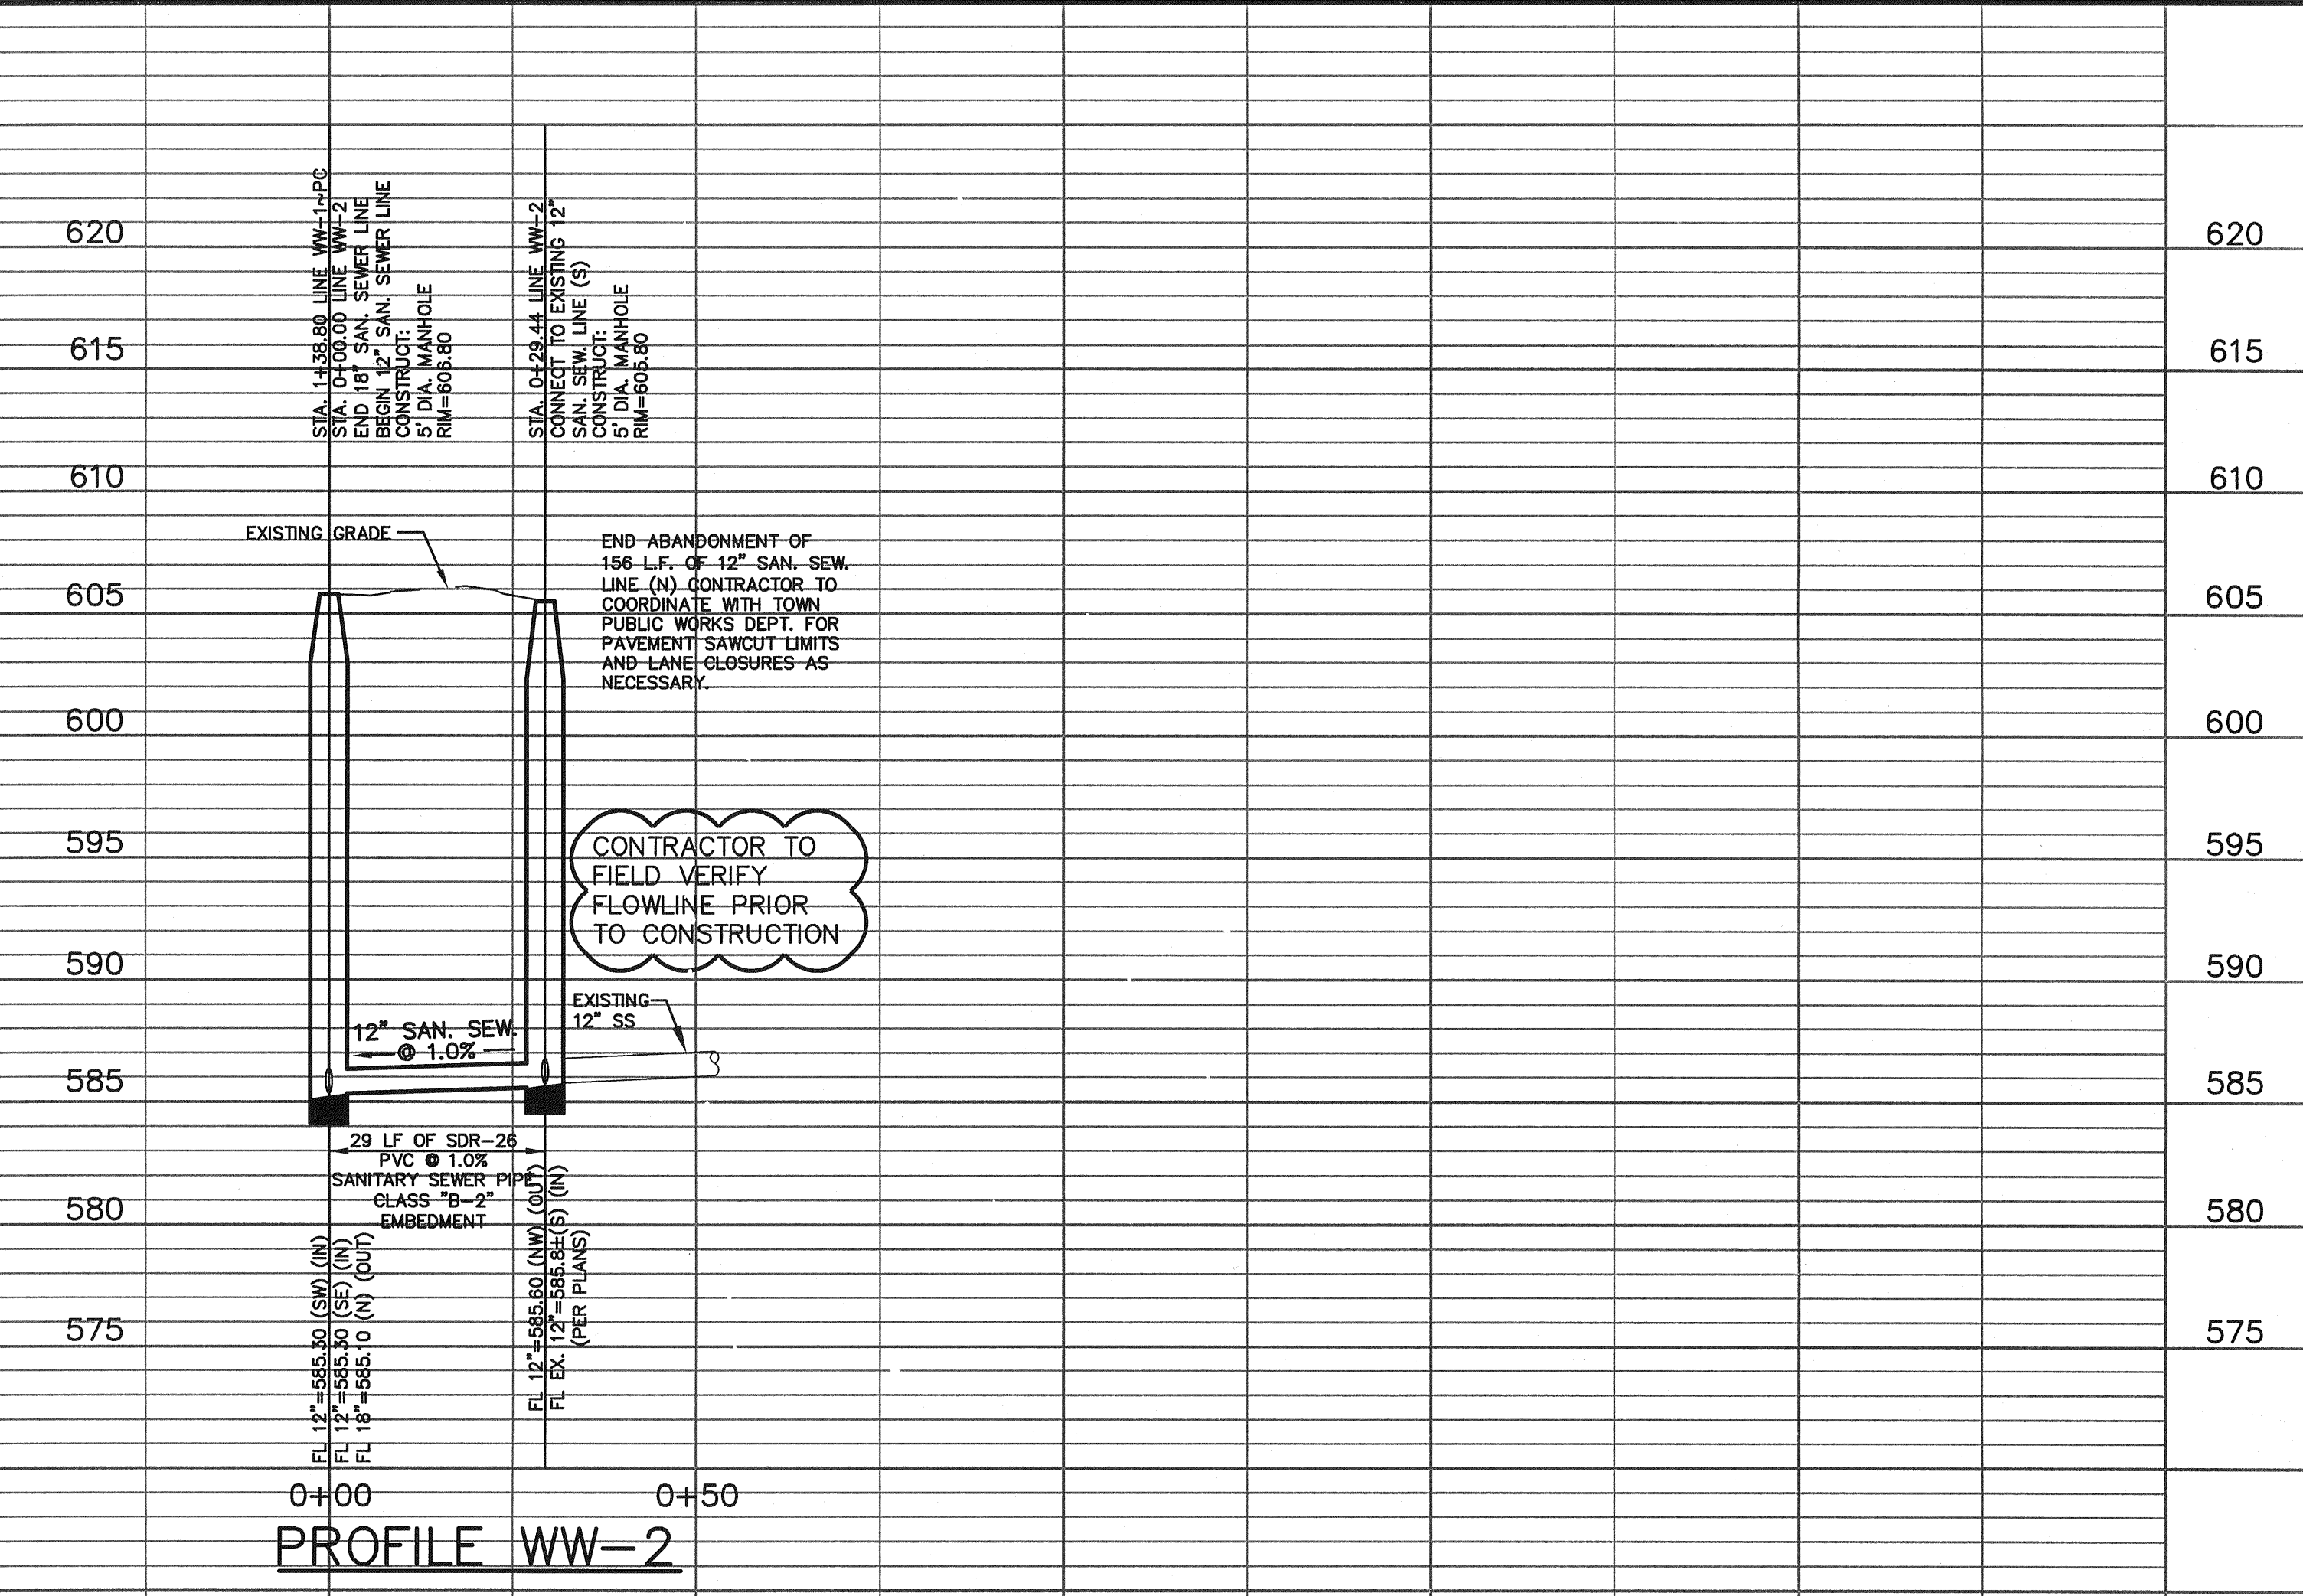 STA. 1+38.80 LINE WW-1~PC
STA. 0+00.00 LINE WW-2
END 18" SAN. SEWER LINE
BEGIN 12" SAN. SEWER LINE
CONSTRUCT:
5' DIA. MANHOLE
RIM=606.80
STA. 0+29.44 LINE WW-2
CONNECT TO EXISTING 12"
SAN. SEW. LINE (S)
CONSTRUCT:
5' DIA. MANHOLE
RIM=605.80
620
620
615
615
610
610
EXISTING GRADE
END ABANDONMENT OF
156 L.F. OF 12" SAN. SEW.
LINE (N) CONTRACTOR TO
COORDINATE WITH TOWN
PUBLIC WORKS DEPT. FOR
PAVEMENT SAWCUT LIMITS
AND LANE CLOSURES AS
NECESSARY.
605
605
600
600
595
595
CONTRACTOR TO
FIELD VERIFY
FLOWLINE PRIOR
TO CONSTRUCTION
590
590
EXISTING
12" SS
12" SAN. SEW.
@ 1.0%
585
585
29 LF OF SDR-26
PVC @ 1.0%
SANITARY SEWER PIPE
CLASS "B-2"
EMBEDMENT
580
580
FL 12"=585.30 (SW) (IN)
FL 12"=585.30 (SE) (IN)
FL 18"=585.10 (N) (OUT)
FL 12"=585.60 (NW) (OUT)
FL EX. 12"=585.8±(S) (IN)
(PER PLANS)
575
575
0+00
0+50
PROFILE WW-2